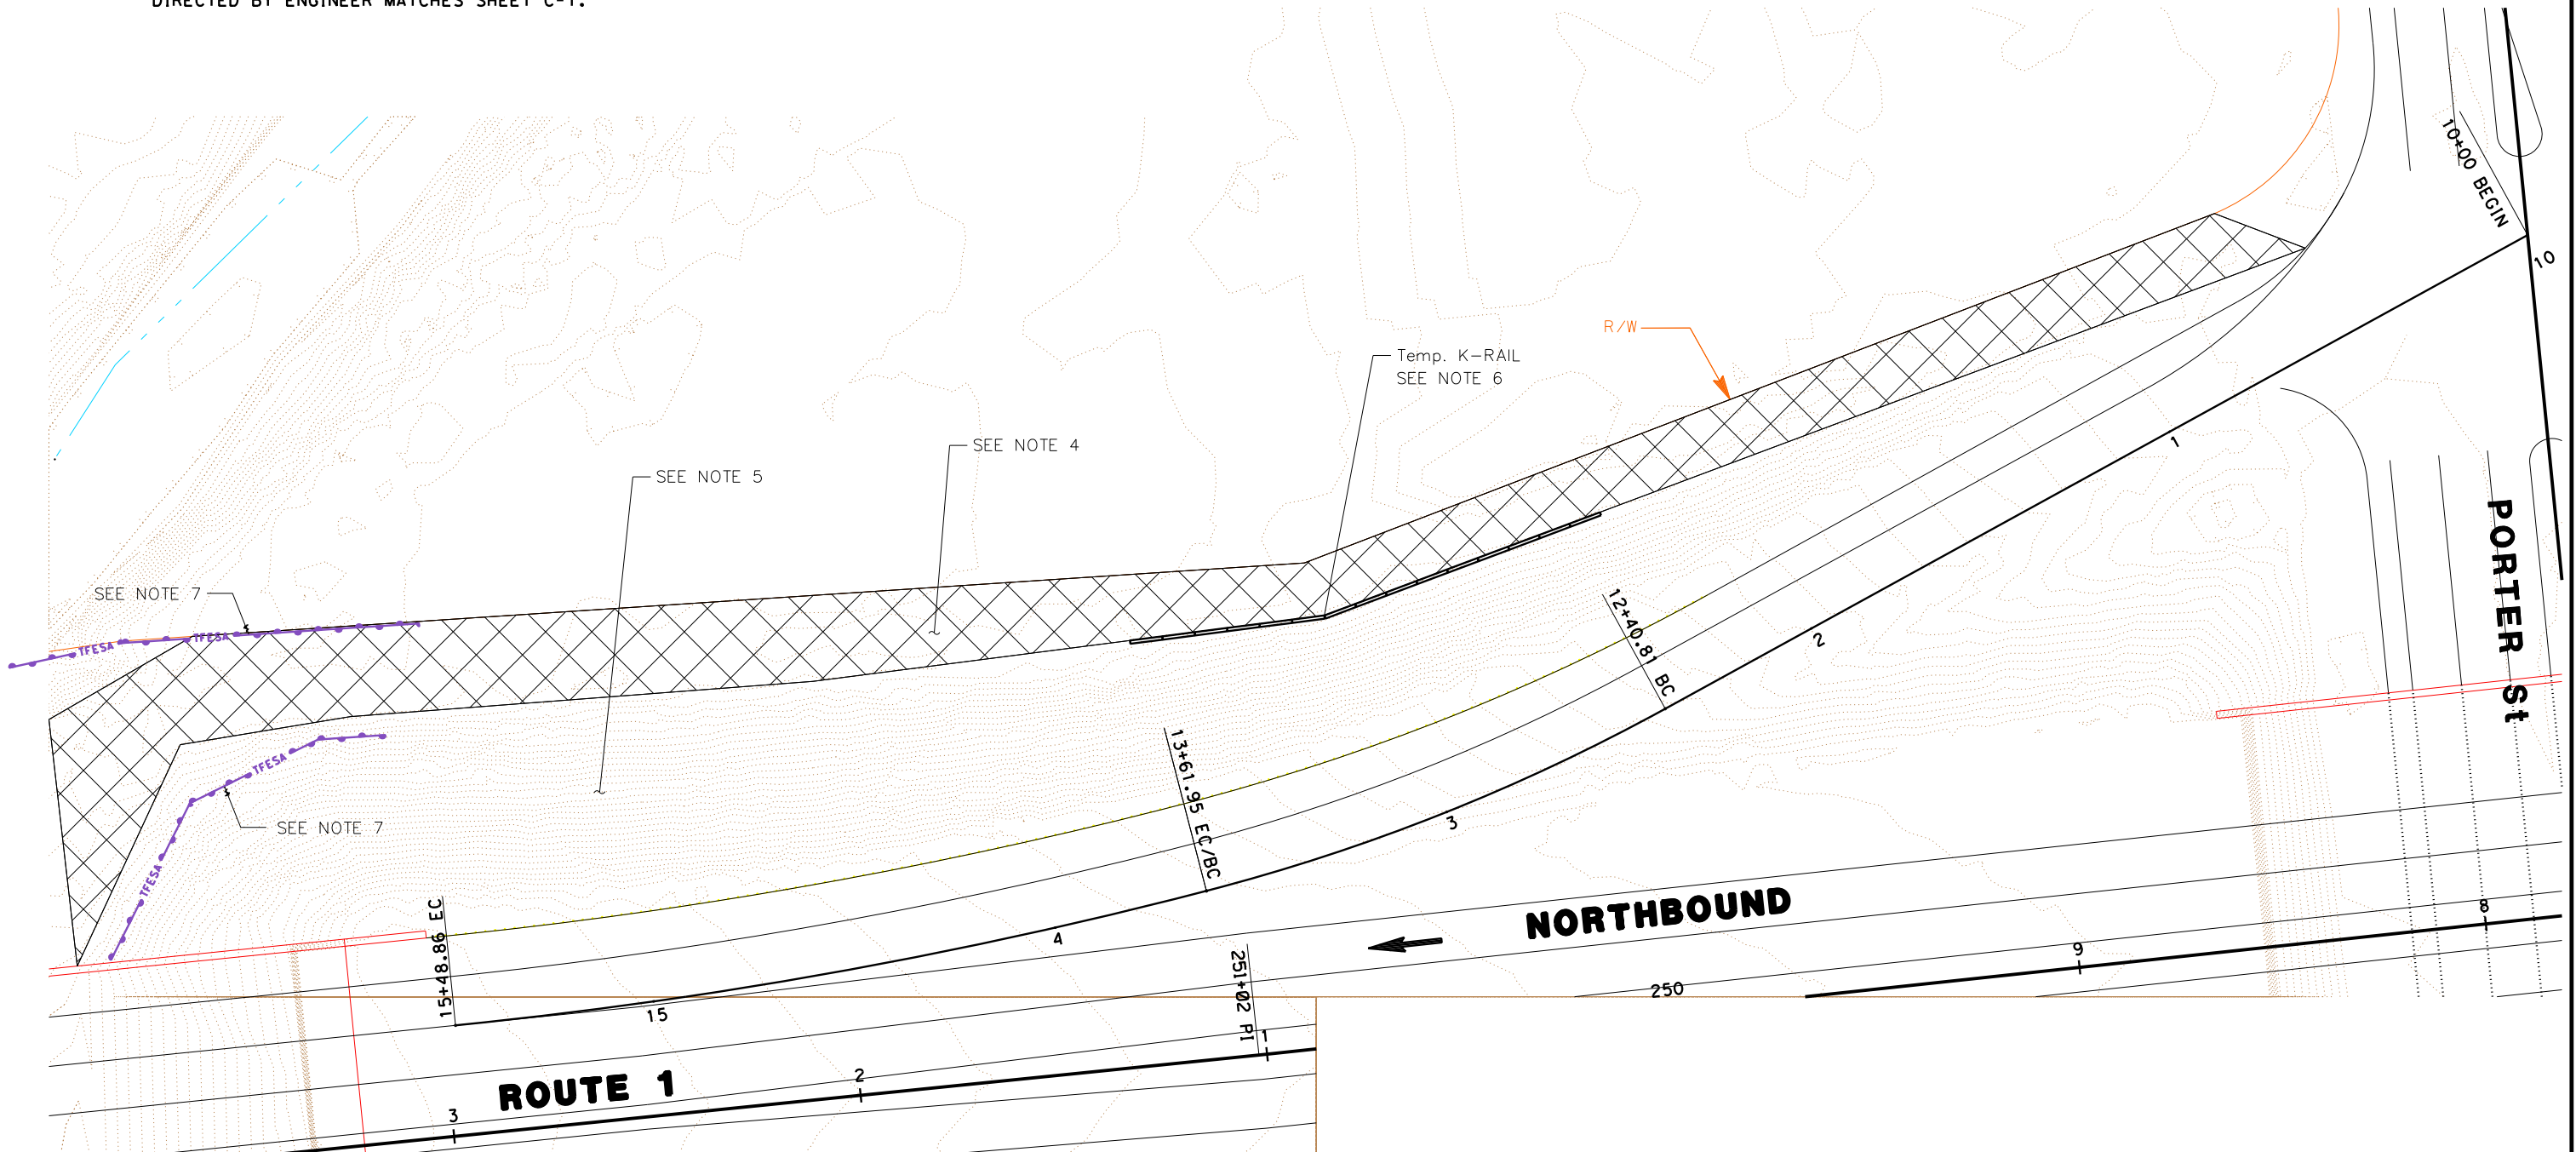 DIRECTED BY ENGINEER MATCHES SHEET C-1.
10+00 BEGIN
10
R/W
Temp. K-RAIL
SEE NOTE 6
SEE NOTE 4
SEE NOTE 5
1
PORTER St
SEE NOTE 7
TFESA
TFESA
12+40.81 BC
2
TFESA
13+61.95 EC/BC
3
SEE NOTE 7
TFESA
15+48.86 EC
4
NORTHBOUND
8
9
251+02 PI
250
15
1
ROUTE 1
2
3